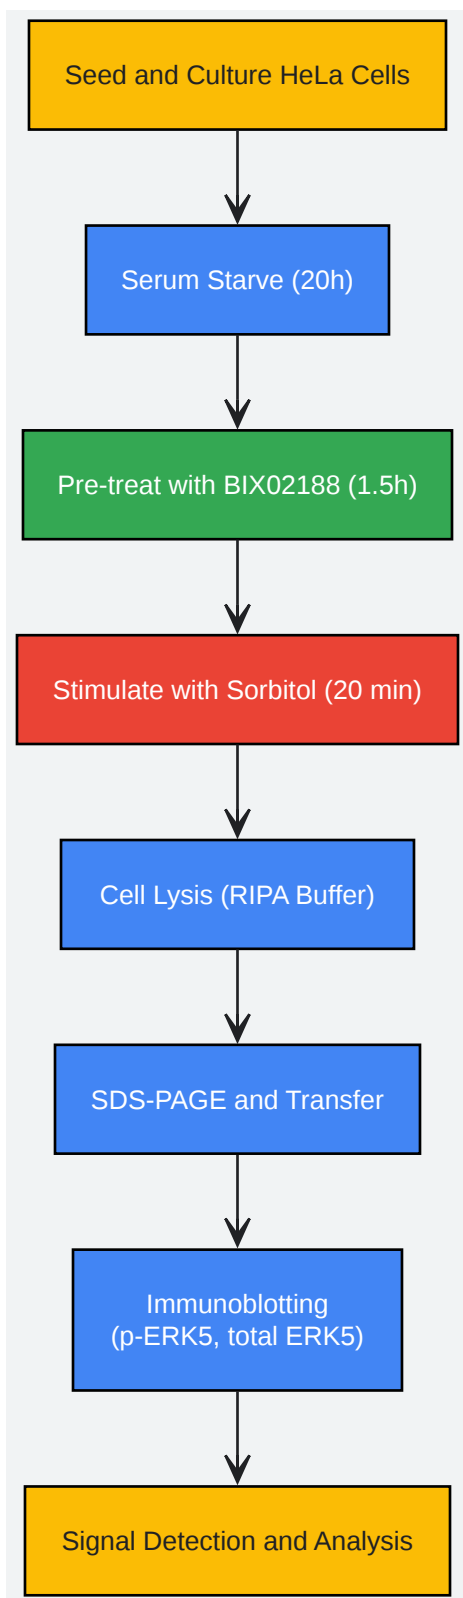 Seed and Culture HeLa Cells
Serum Starve (20h)
Pre-treat with BIX02188 (1.5h)
Stimulate with Sorbitol (20 min)
Cell Lysis (RIPA Buffer)
SDS-PAGE and Transfer
Immunoblotting
(p-ERK5, total ERK5)
Signal Detection and Analysis